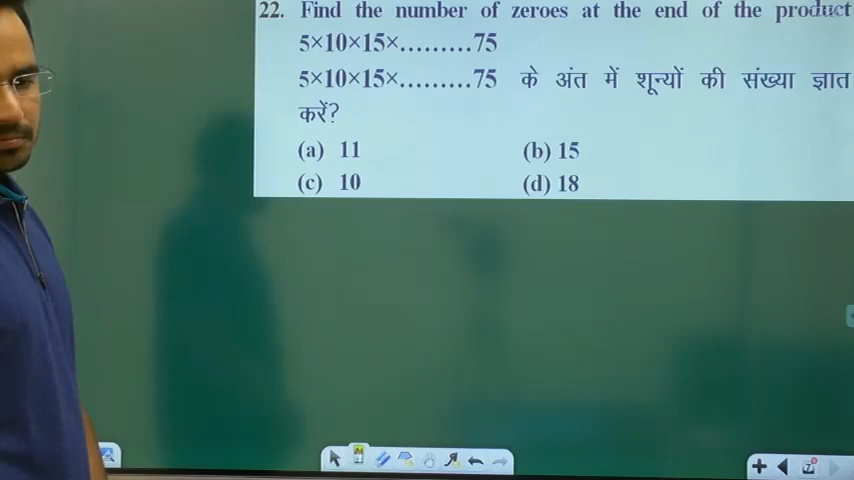 22. Find the number of zeroes at the end of the product
5×10×15×.........75
5×10×15×.........75 के अंत में शून्यों की संख्या ज्ञात
करें?
(a) 11 (b) 15
(c) 10 (d) 18